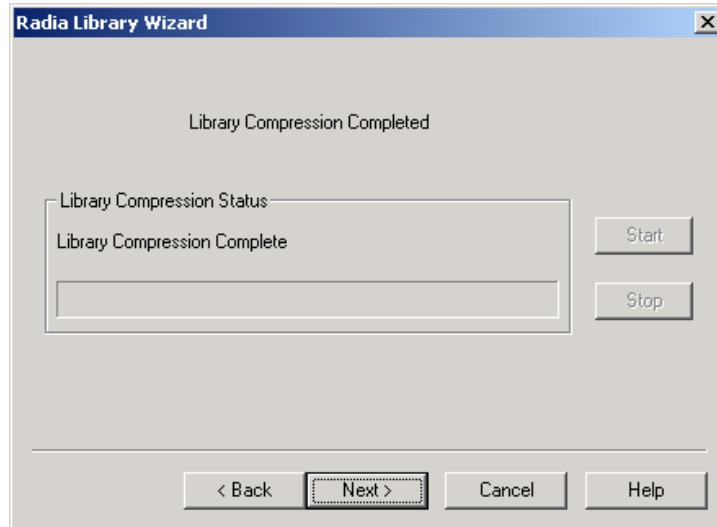 Radia Library Wizard
Library Compression Completed
Library Compression Status
Library Compression Complete
Start
Stop
< Back
Next >
Cancel
Help